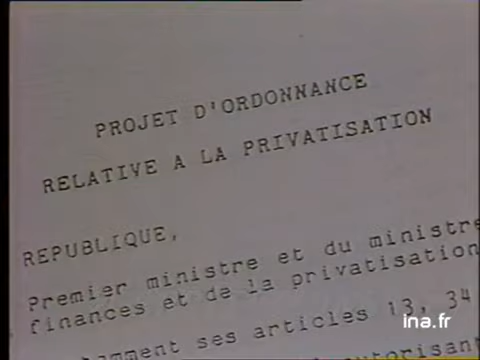 PROJET D'ORDONNANCE
RELATIVE A LA PRIVATISATION
REPUBLIQUE,
Premier ministre et du ministre
finances et de la privatisation
ses articles 13, 34
ina.fr